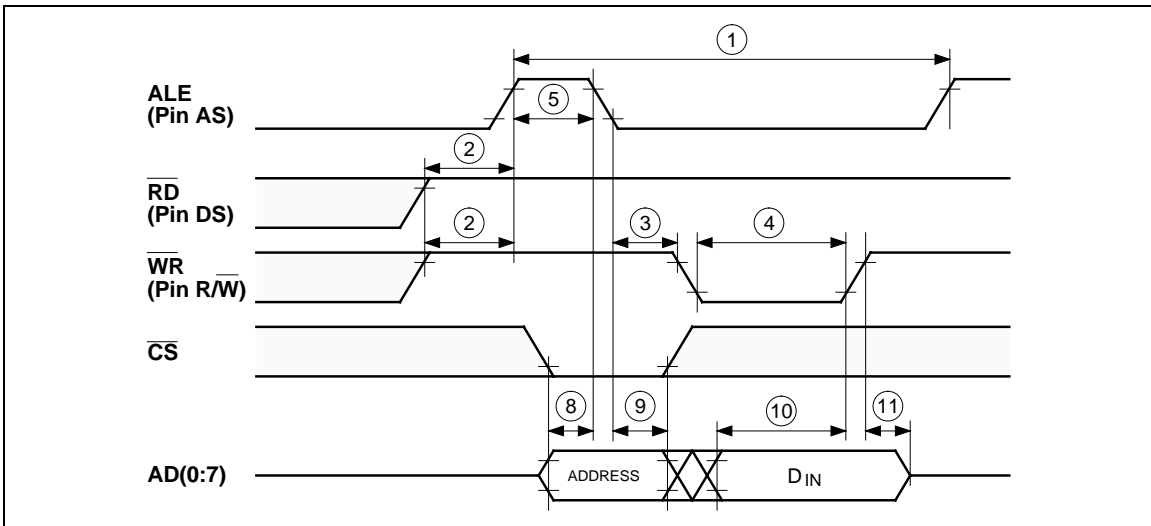 1
ALE
(Pin AS)
5
2
RD
(Pin DS)
2
3
4
WR
(Pin R/W)
CS
8
9
10
11
AD(0:7)
ADDRESS
D IN